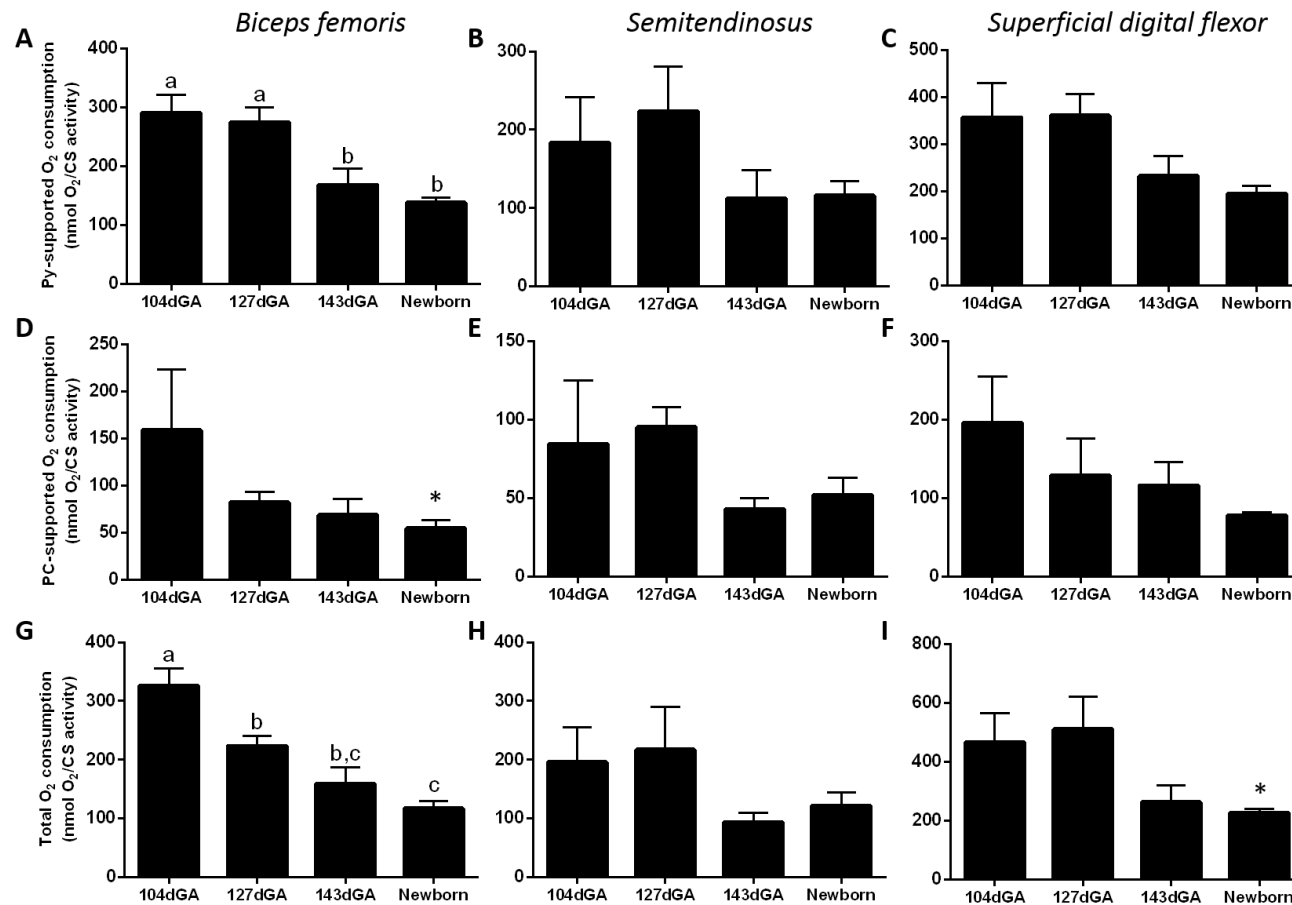 Biceps femoris
Semitendinosus
Superficial digital flexor
A
Py-supported O₂ consumption
(nmol O₂/CS activity)
400
300
200
100
0
a
a
b
b
104dGA 127dGA 143dGA Newborn
B
300
200
100
0
104dGA 127dGA 143dGA Newborn
C
500
400
300
200
100
0
104dGA 127dGA 143dGA Newborn
D
PC-supported O₂ consumption
(nmol O₂/CS activity)
250
200
150
100
50
0
*
104dGA 127dGA 143dGA Newborn
E
150
100
50
0
104dGA 127dGA 143dGA Newborn
F
300
200
100
0
104dGA 127dGA 143dGA Newborn
G
Total O₂ consumption
(nmol O₂/CS activity)
400
300
200
100
0
a
b
b,c
c
104dGA 127dGA 143dGA Newborn
H
400
300
200
100
0
104dGA 127dGA 143dGA Newborn
I
800
600
400
200
0
*
104dGA 127dGA 143dGA Newborn